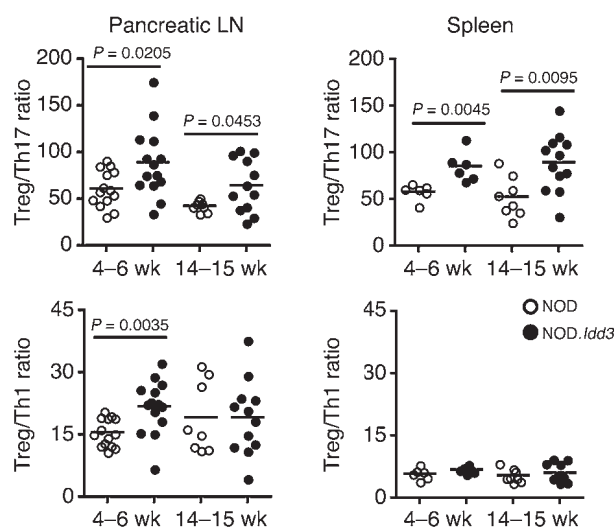 Pancreatic LN
Spleen
P = 0.0205
P = 0.0453
Treg/Th17 ratio
200
150
100
50
0
4–6 wk
14–15 wk
P = 0.0095
P = 0.0045
Treg/Th17 ratio
200
150
100
50
0
4–6 wk
14–15 wk
P = 0.0035
Treg/Th1 ratio
45
30
15
0
4–6 wk
14–15 wk
NOD
NOD.Idd3
Treg/Th1 ratio
45
30
15
0
4–6 wk
14–15 wk